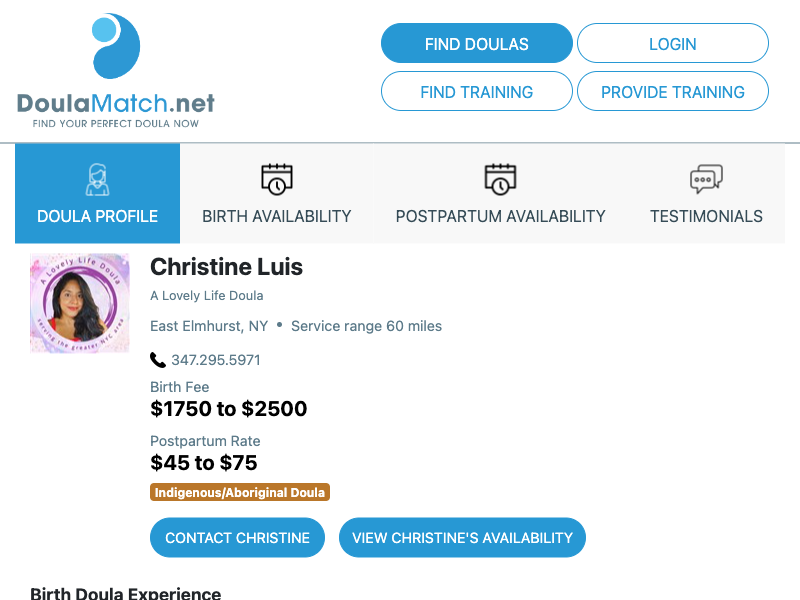 DoulaMatch.net
FIND YOUR PERFECT DOULA NOW
FIND DOULAS
LOGIN
FIND TRAINING
PROVIDE TRAINING
DOULA PROFILE
BIRTH AVAILABILITY
POSTPARTUM AVAILABILITY
TESTIMONIALS
A Lovely Life Doula
serving the greater NYC area
Christine Luis
A Lovely Life Doula
East Elmhurst, NY • Service range 60 miles
347.295.5971
Birth Fee
$1750 to $2500
Postpartum Rate
$45 to $75
Indigenous/Aboriginal Doula
CONTACT CHRISTINE
VIEW CHRISTINE'S AVAILABILITY
Birth Doula Experience